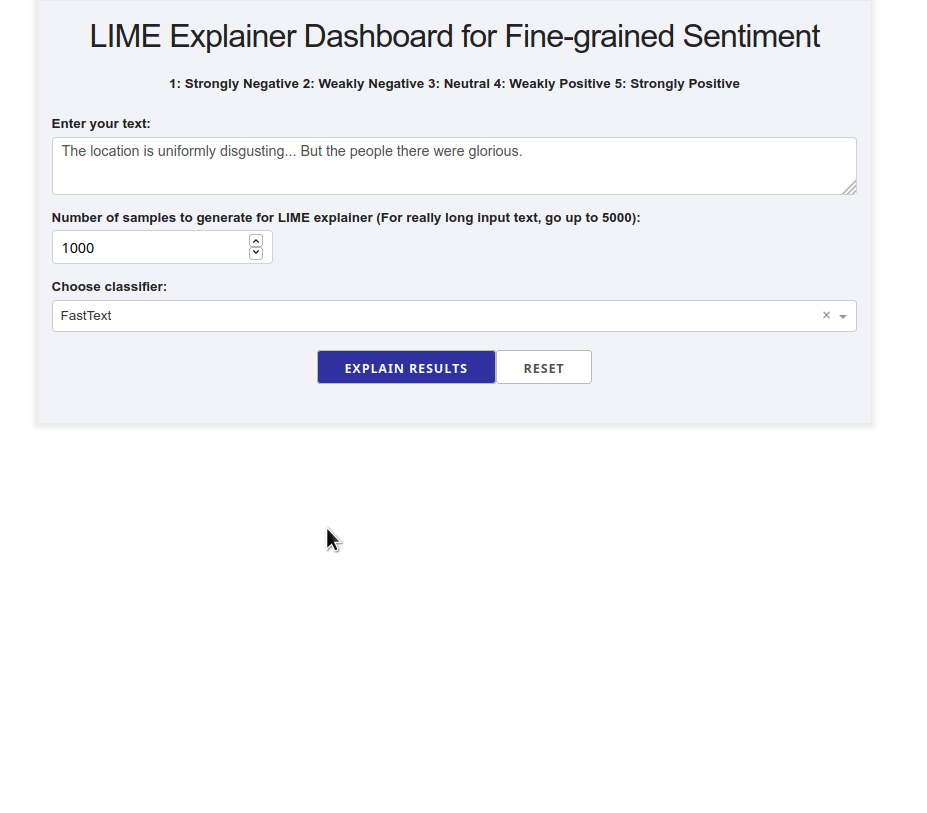 LIME Explainer Dashboard for Fine-grained Sentiment
1: Strongly Negative 2: Weakly Negative 3: Neutral 4: Weakly Positive 5: Strongly Positive
Enter your text:
The location is uniformly disgusting... But the people there were glorious.
Number of samples to generate for LIME explainer (For really long input text, go up to 5000):
1000
Choose classifier:
FastText ×
EXPLAIN RESULTS RESET